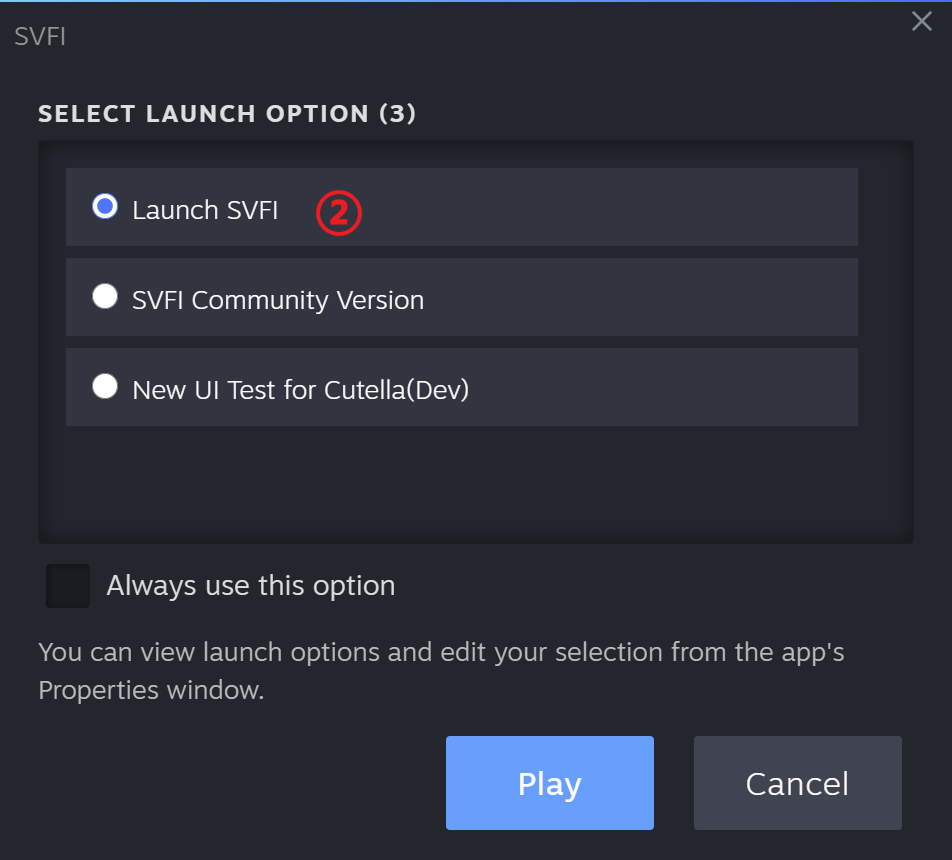 SVFI
SELECT LAUNCH OPTION (3)
Launch SVFI ②
SVFI Community Version
New UI Test for Cutella(Dev)
Always use this option
You can view launch options and edit your selection from the app's
Properties window.
Play Cancel